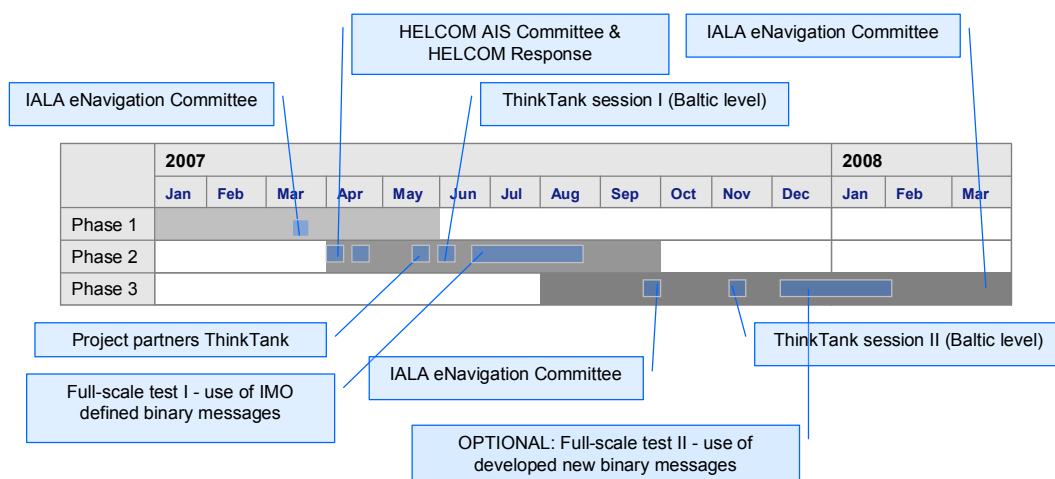 HELCOM AIS Committee &
HELCOM Response
IALA eNavigation Committee
IALA eNavigation Committee
ThinkTank session I (Baltic level)
2007
2008
Jan
Feb
Mar
Apr
May
Jun
Jul
Aug
Sep
Oct
Nov
Dec
Jan
Feb
Mar
Phase 1
Phase 2
Phase 3
Project partners ThinkTank
ThinkTank session II (Baltic level)
IALA eNavigation Committee
Full-scale test I - use of IMO
defined binary messages
OPTIONAL: Full-scale test II - use of
developed new binary messages